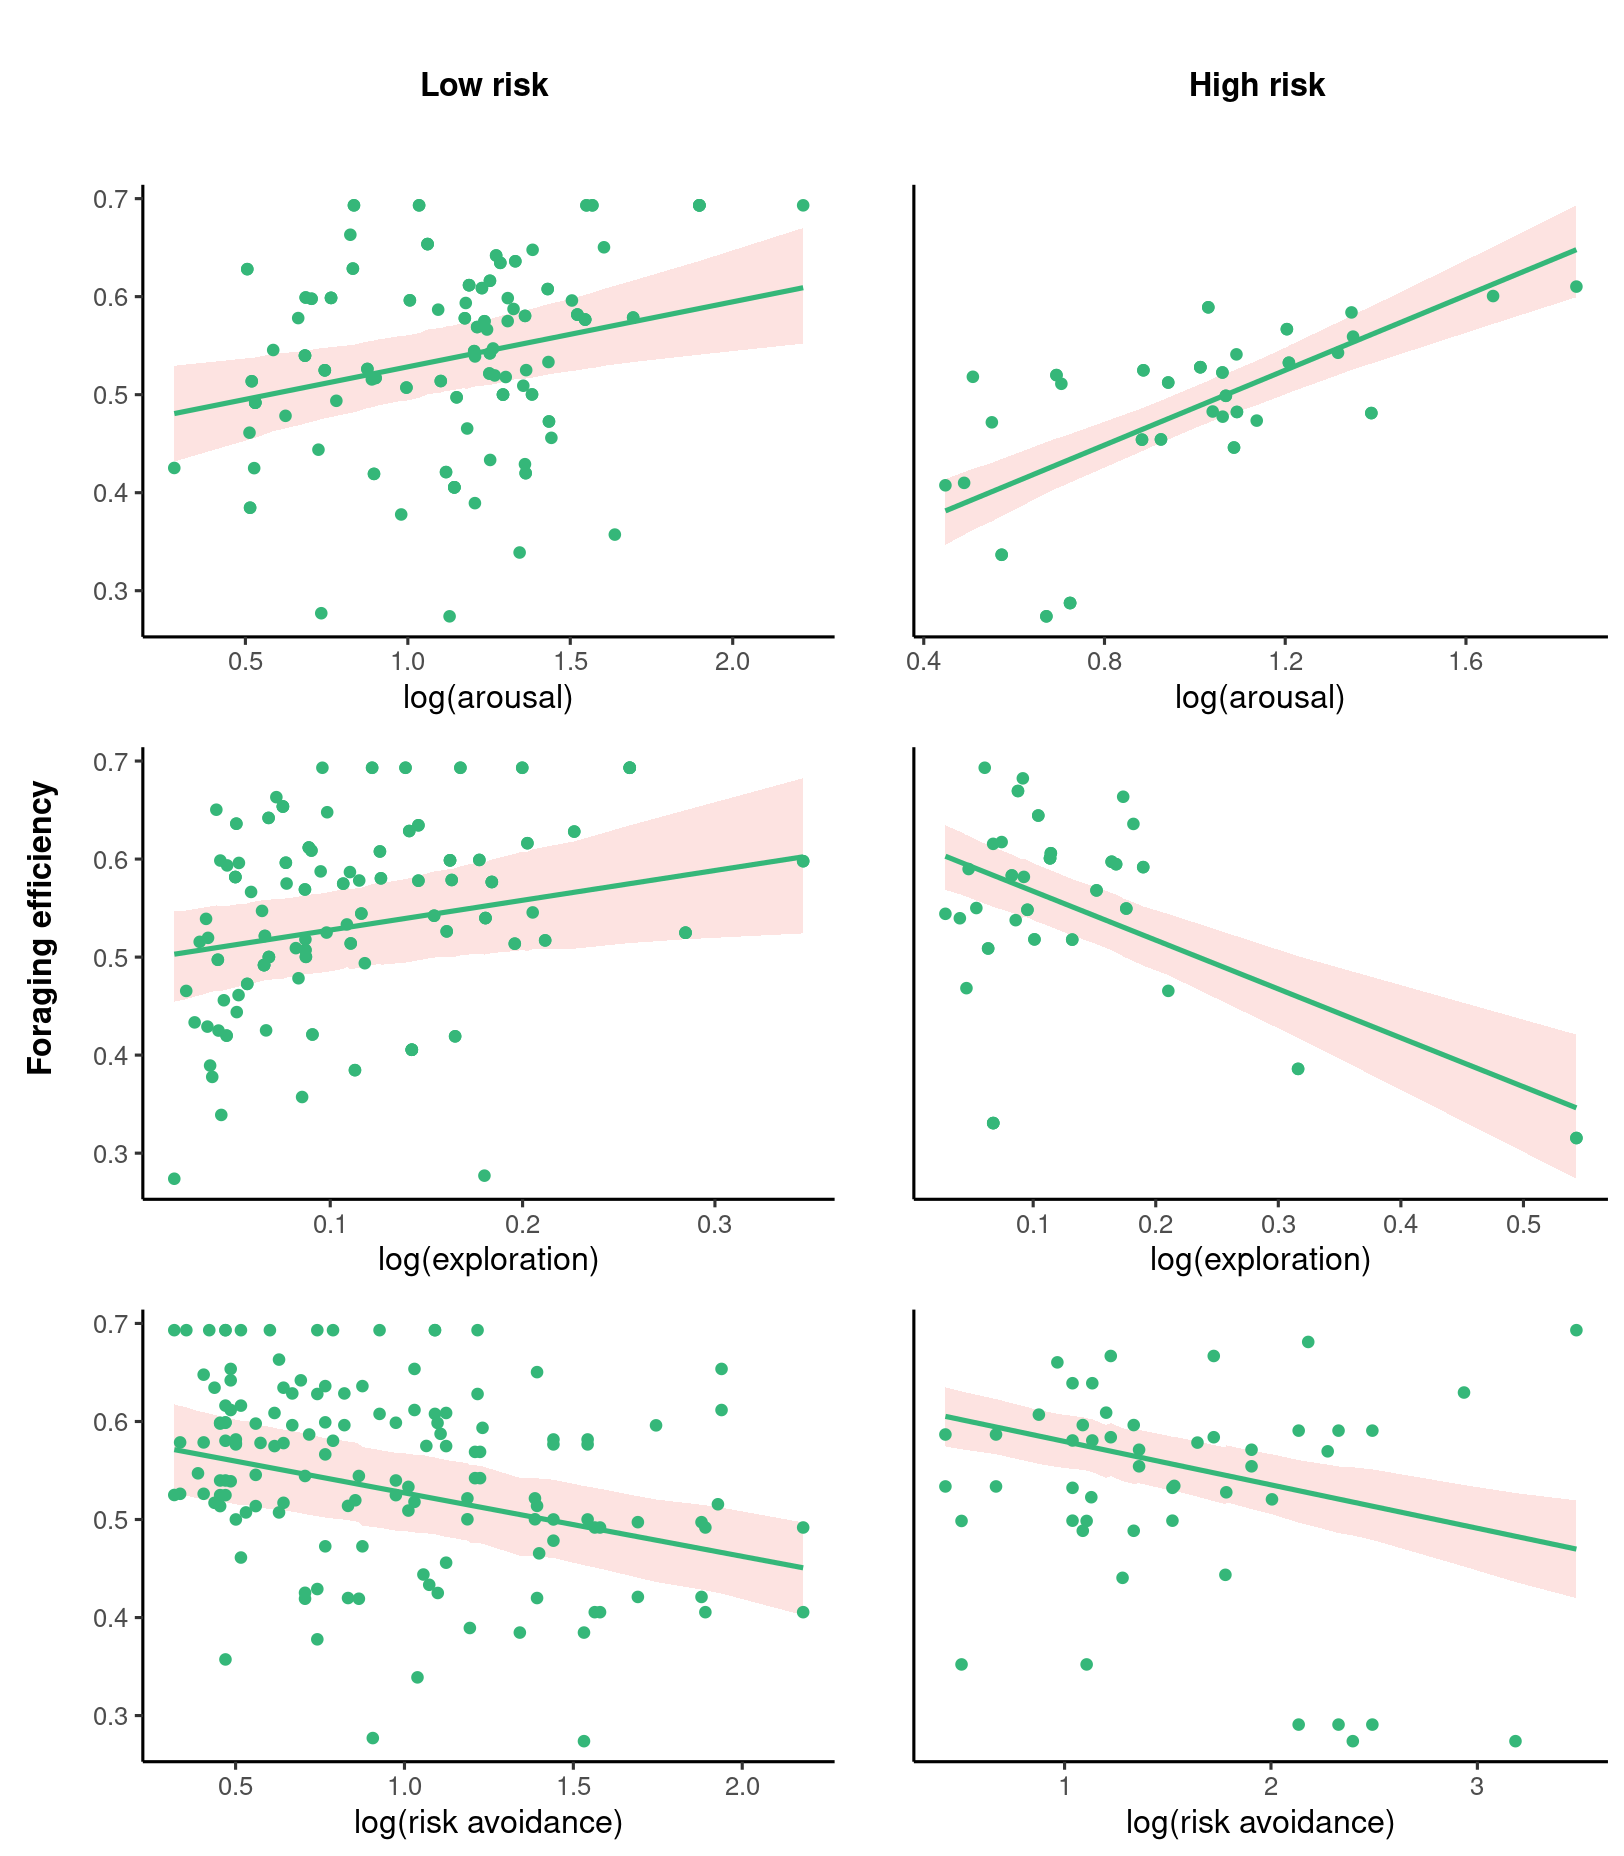 Low risk
High risk
0.7
0.6
0.5
0.4
0.3
0.5 1.0 1.5 2.0
log(arousal)
0.4 0.8 1.2 1.6
log(arousal)
Foraging efficiency
0.7
0.6
0.5
0.4
0.3
0.1 0.2 0.3
log(exploration)
0.1 0.2 0.3 0.4 0.5
log(exploration)
0.7
0.6
0.5
0.4
0.3
0.5 1.0 1.5 2.0
log(risk avoidance)
1 2 3
log(risk avoidance)